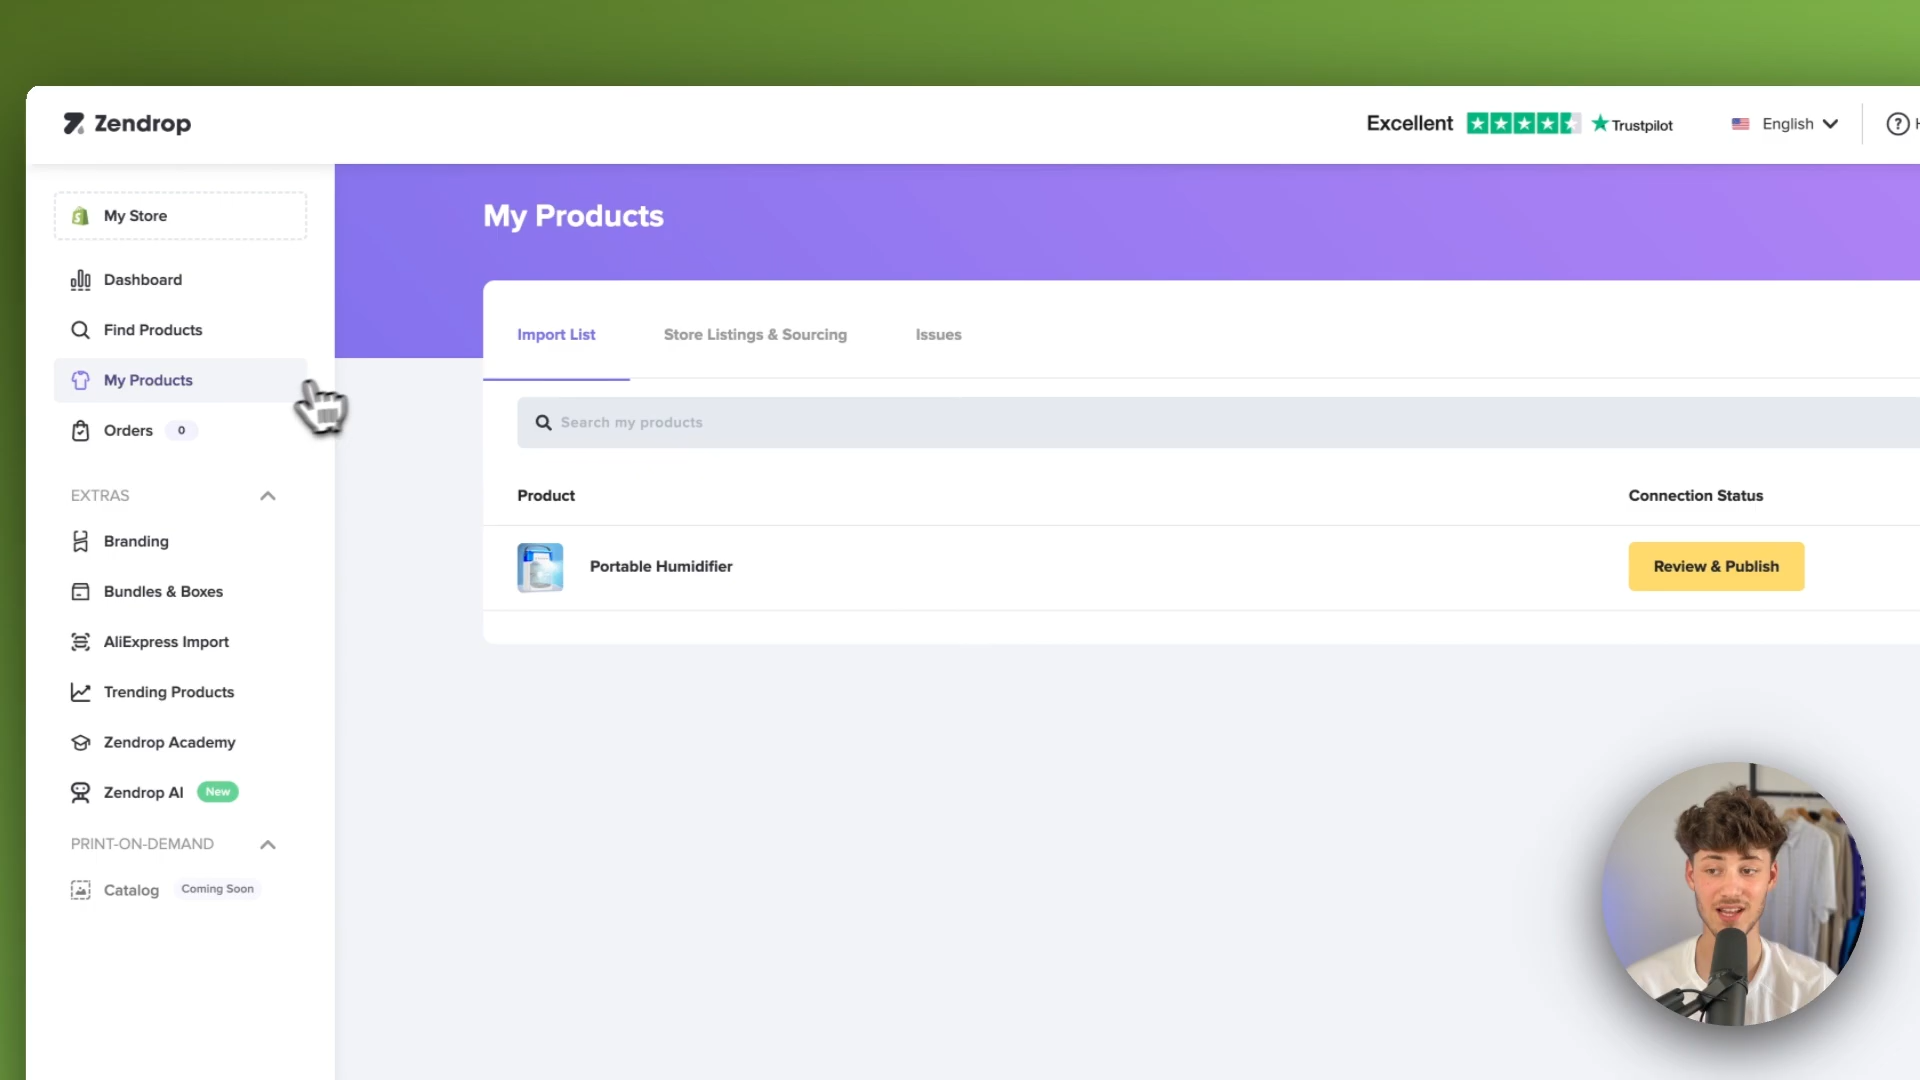 Zendrop
Excellent
Trustpilot
English
My Store
Dashboard
Find Products
My Products
Orders 0
EXTRAS
Branding
Bundles & Boxes
AliExpress Import
Trending Products
Zendrop Academy
Zendrop AI New
PRINT-ON-DEMAND
Catalog Coming Soon
My Products
Import List Store Listings & Sourcing Issues
Search my products
Product Connection Status
Portable Humidifier Review & Publish